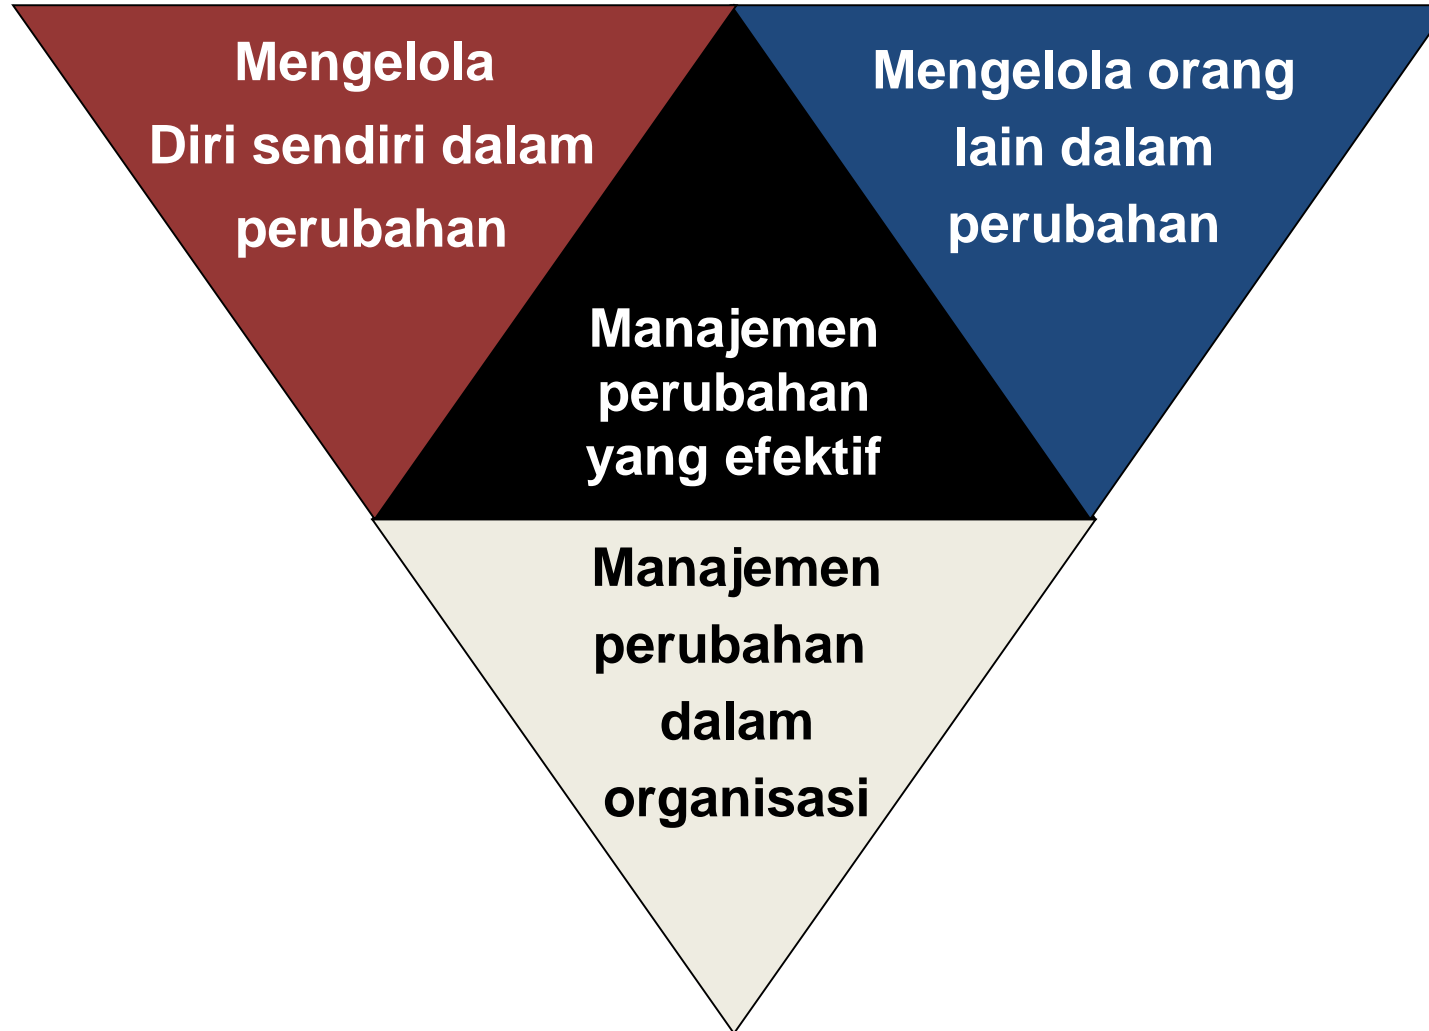 Mengelola
Diri sendiri dalam
perubahan
Mengelola orang
lain dalam
perubahan
Manajemen
perubahan
yang efektif
Manajemen
perubahan
dalam
organisasi